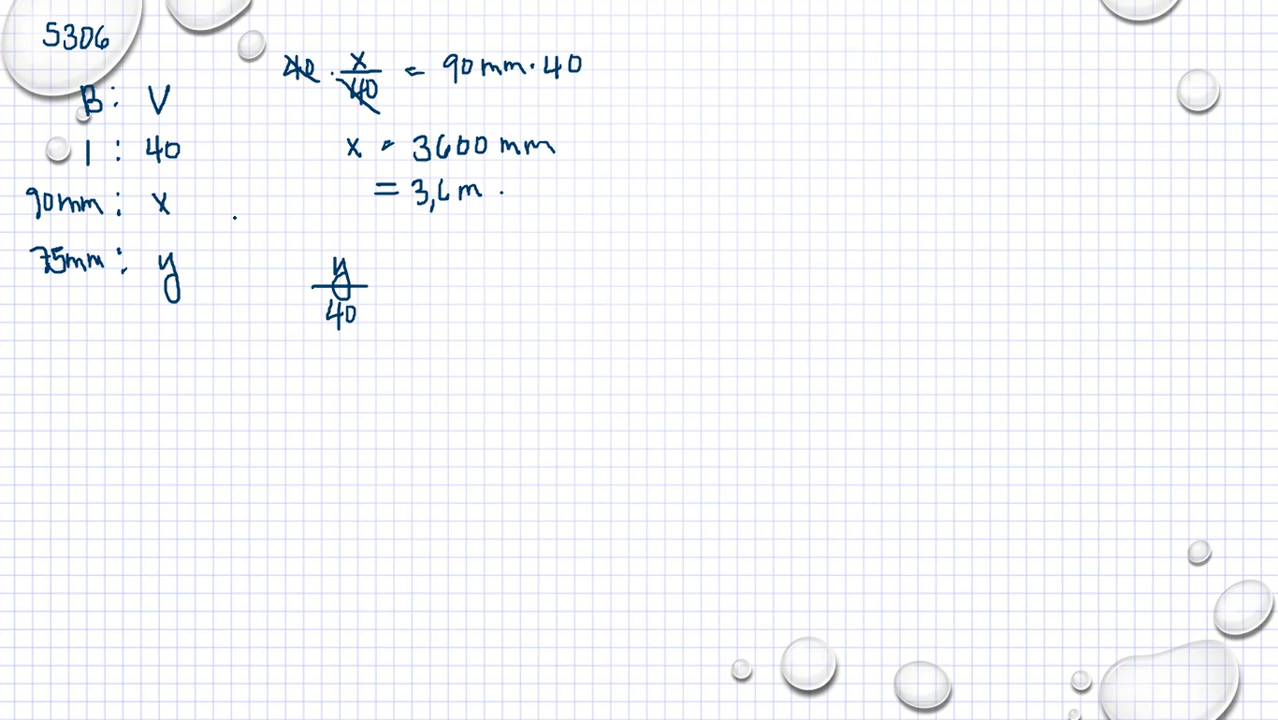 5306
B : V
1 : 40
90mm : x
75mm : y
40 · x/40 = 90mm · 40
x = 3600 mm
= 3,6 m .
y/40